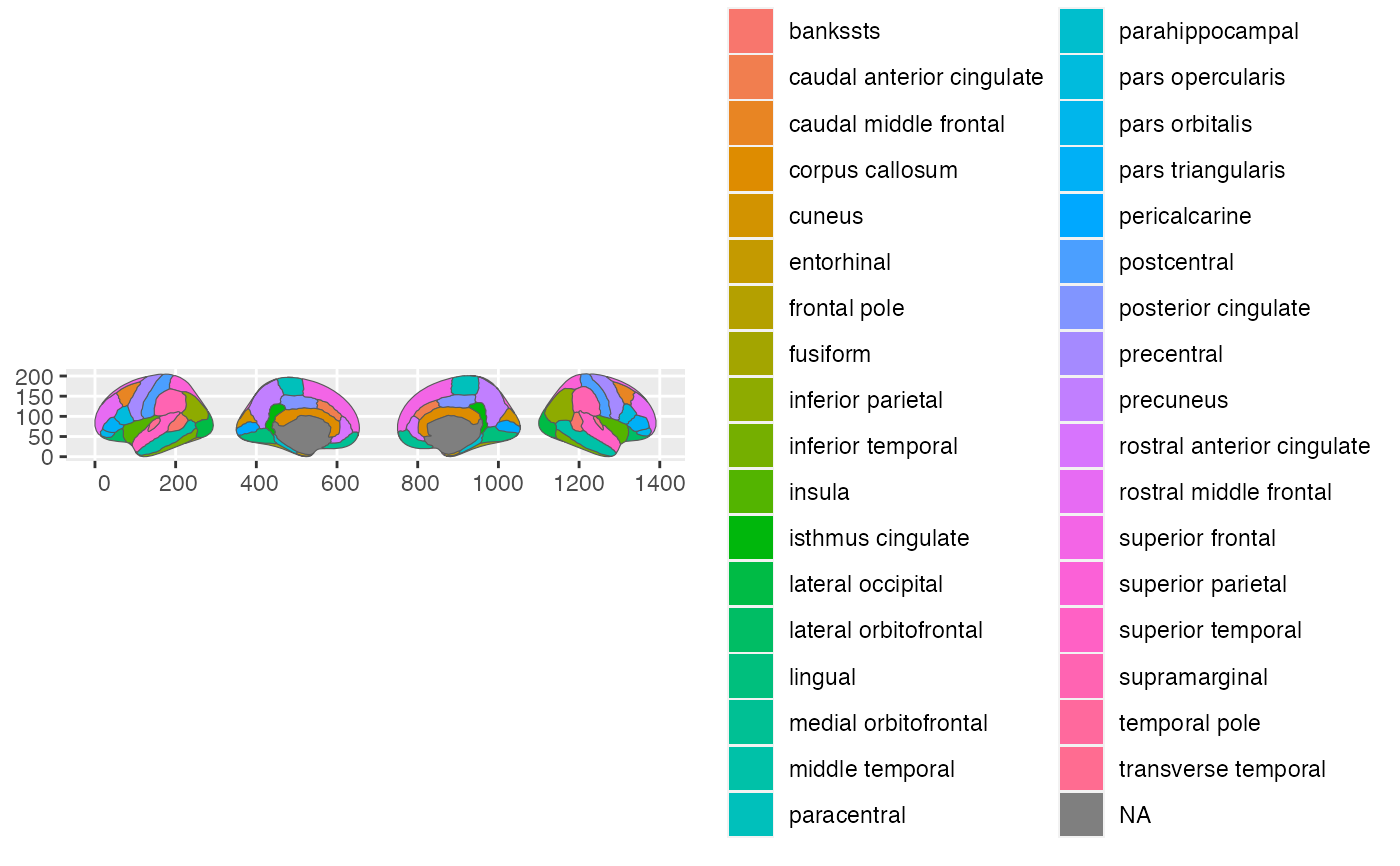 200
150
100
50
0
0 200 400 600 800 1000 1200 1400
bankssts
caudal anterior cingulate
caudal middle frontal
corpus callosum
cuneus
entorhinal
frontal pole
fusiform
inferior parietal
inferior temporal
insula
isthmus cingulate
lateral occipital
lateral orbitofrontal
lingual
medial orbitofrontal
middle temporal
paracentral
parahippocampal
pars opercularis
pars orbitalis
pars triangularis
pericalcarine
postcentral
posterior cingulate
precentral
precuneus
rostral anterior cingulate
rostral middle frontal
superior frontal
superior parietal
superior temporal
supramarginal
temporal pole
transverse temporal
NA